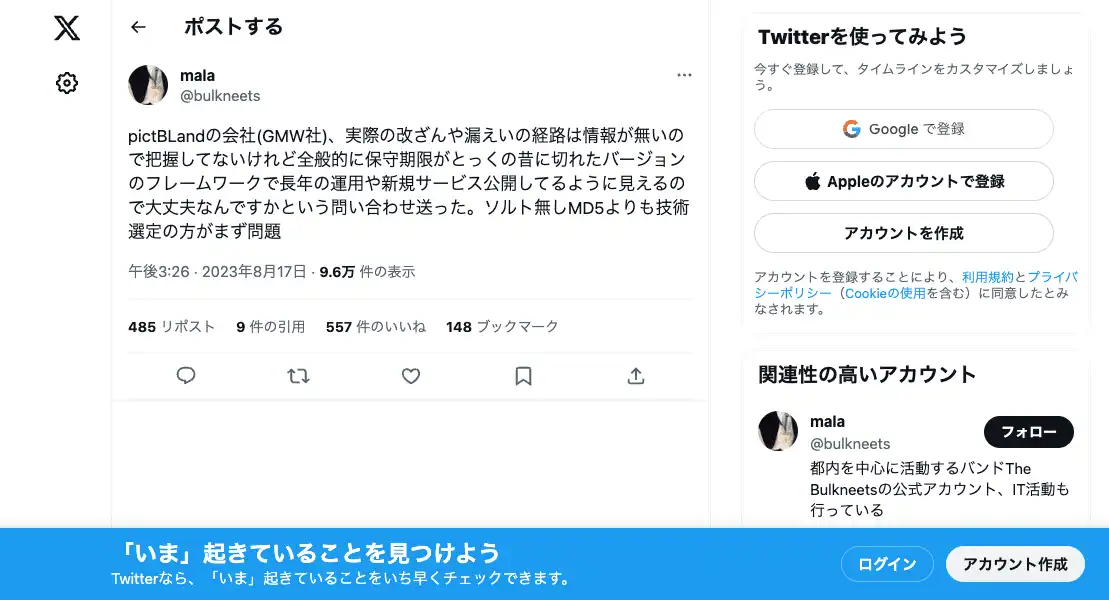 ポストする
mala
@bulkneets
pictBLandの会社(GMW社)、実際の改ざんや漏えいの経路は情報が無いの
で把握してないけれど全般的に保守期限がとっくの昔に切れたバージョン
のフレームワークで長年の運用や新規サービス公開してるように見えるの
で大丈夫なんですかという問い合わせ送った。ソルト無しMD5よりも技術
選定の方がまず問題
午後3:26 · 2023年8月17日 · 9.6万 件の表示
485 リポスト 9 件の引用 557 件のいいね 148 ブックマーク
Twitterを使ってみよう
今すぐ登録して、タイムラインをカスタマイズしましょ
う。
Google で登録
Appleのアカウントで登録
アカウントを作成
アカウントを登録することにより、利用規約とプライバ
シーポリシー（Cookieの使用を含む）に同意したとみ
なされます。
関連性の高いアカウント
mala
@bulkneets
フォロー
都内を中心に活動するバンドThe
Bulkneetsの公式アカウント、IT活動も
行っている
「いま」起きていることを見つけよう
Twitterなら、「いま」起きていることをいち早くチェックできます。
ログイン
アカウント作成